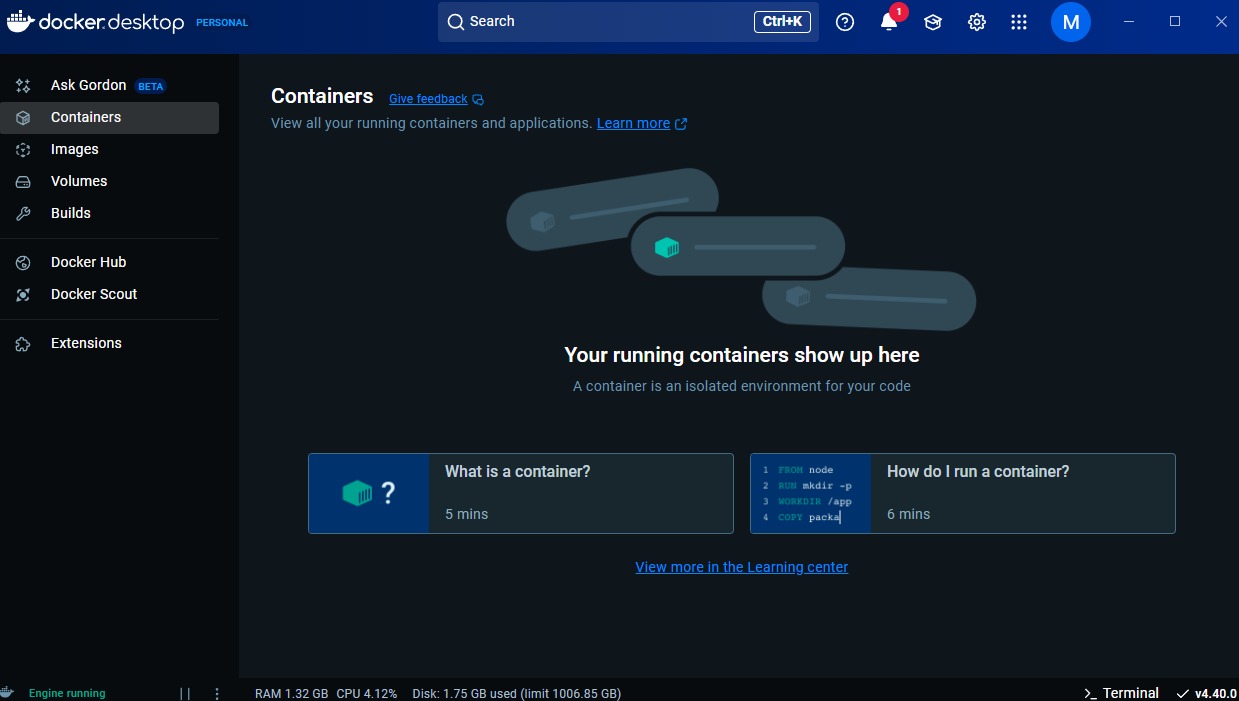 docker.desktop PERSONAL
Search
Ctrl+K
1
M
Ask Gordon BETA
Containers
Images
Volumes
Builds
Docker Hub
Docker Scout
Extensions
Containers Give feedback
View all your running containers and applications. Learn more
Your running containers show up here
A container is an isolated environment for your code
?
What is a container?
5 mins
1 FROM node
2 RUN mkdir -p
3 WORKDIR /app
4 COPY packa
How do I run a container?
6 mins
View more in the Learning center
Engine running
RAM 1.32 GB CPU 4.12% Disk: 1.75 GB used (limit 1006.85 GB)
>_ Terminal
v4.40.0